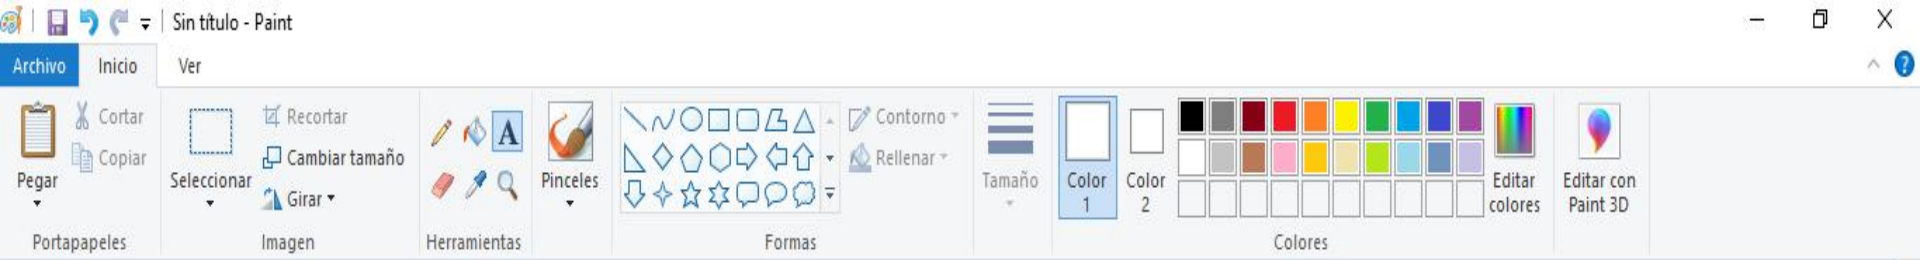 Sin título - Paint
Archivo Inicio Ver
Pegar
Cortar
Copiar
Portapapeles
Seleccionar
Recortar
Cambiar tamaño
Girar
Imagen
A
Herramientas
Pinceles
Contorno
Rellenar
Formas
Tamaño
Color
1
Color
2
Editar
colores
Colores
Editar con
Paint 3D
?